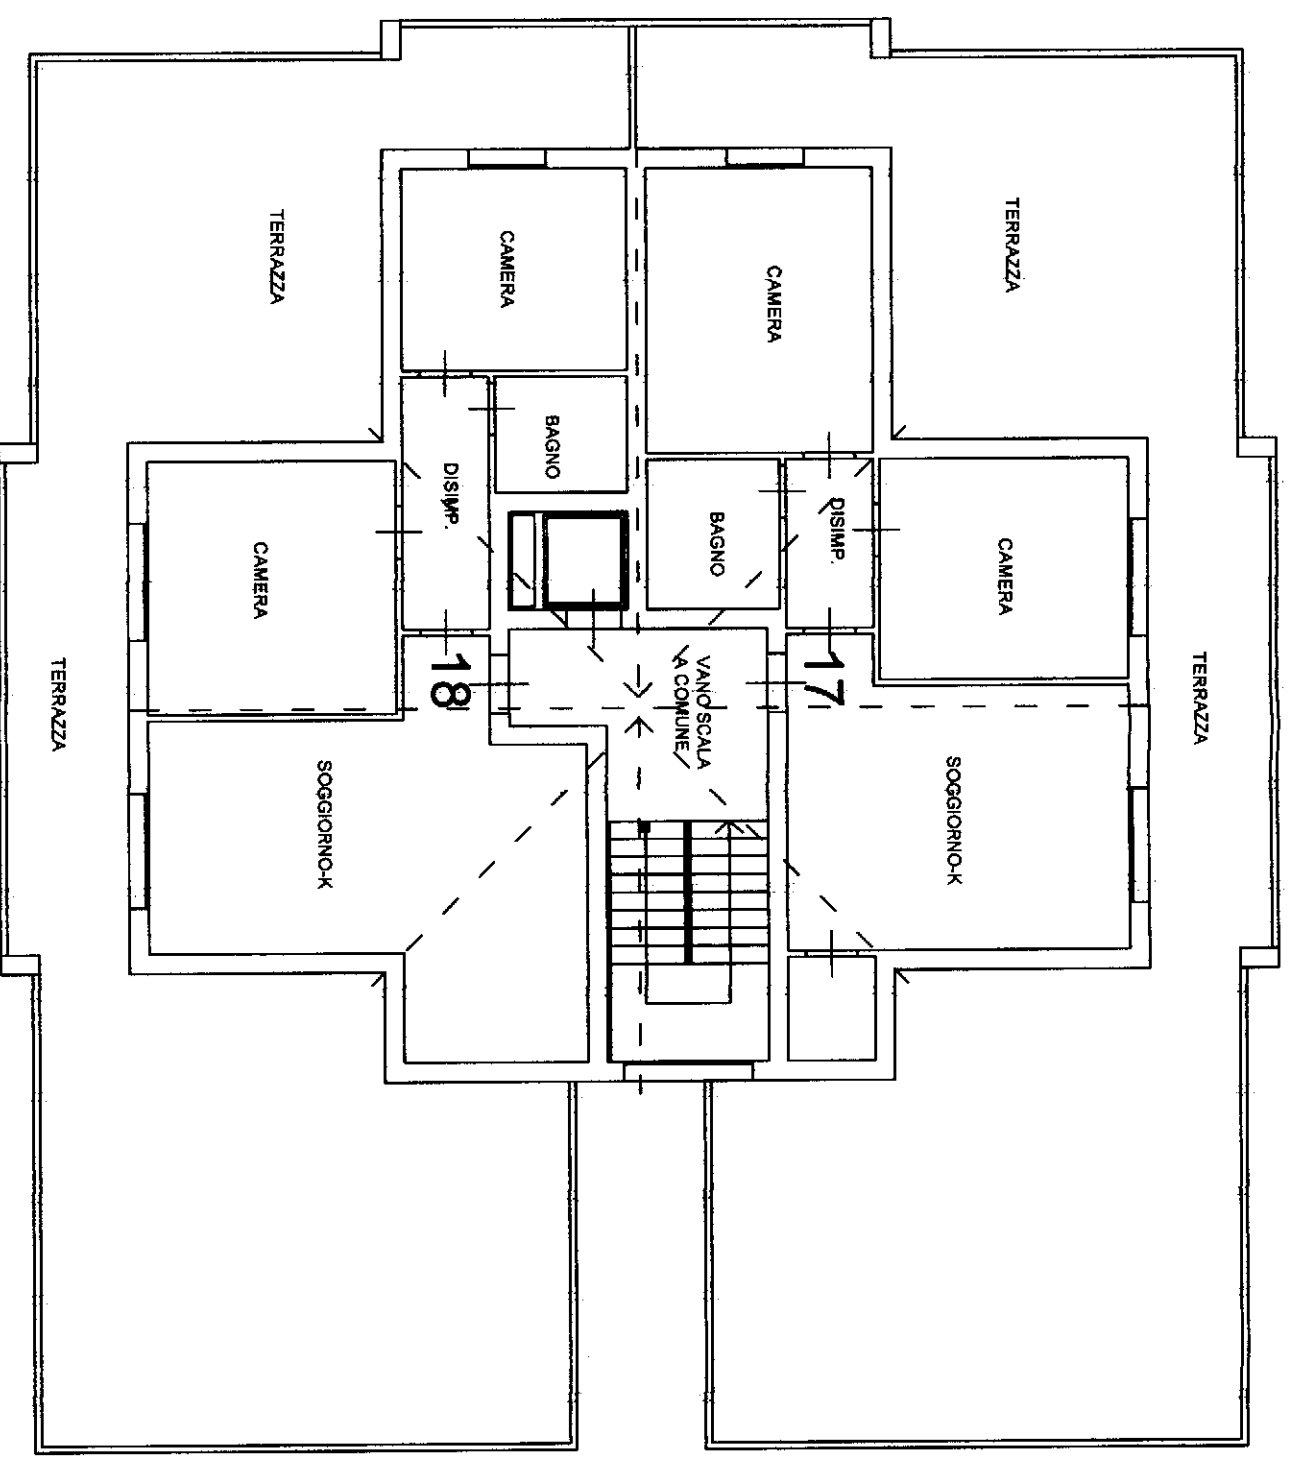 TERRAZZA
TERRAZZA
CAMERA
CAMERA
BAGNO
DISIMP.
BAGNO
DISIMP.
CAMERA
CAMERA
TERRAZZA
TERRAZZA
18
17
VANO SCALA
A COMUNE
SOGGIORNO-K
SOGGIORNO-K